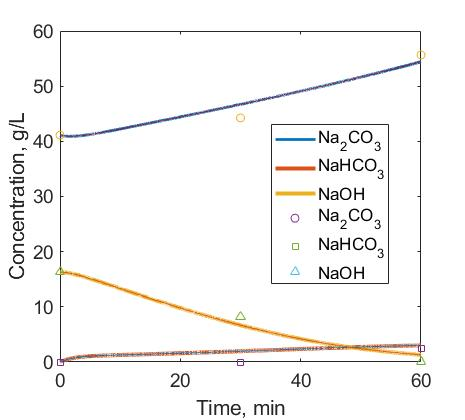 60
50
40
30
20
10
0
0
20
40
60
Concentration, g/L
Time, min
Na2CO3
NaHCO3
NaOH
Na2CO3
NaHCO3
NaOH